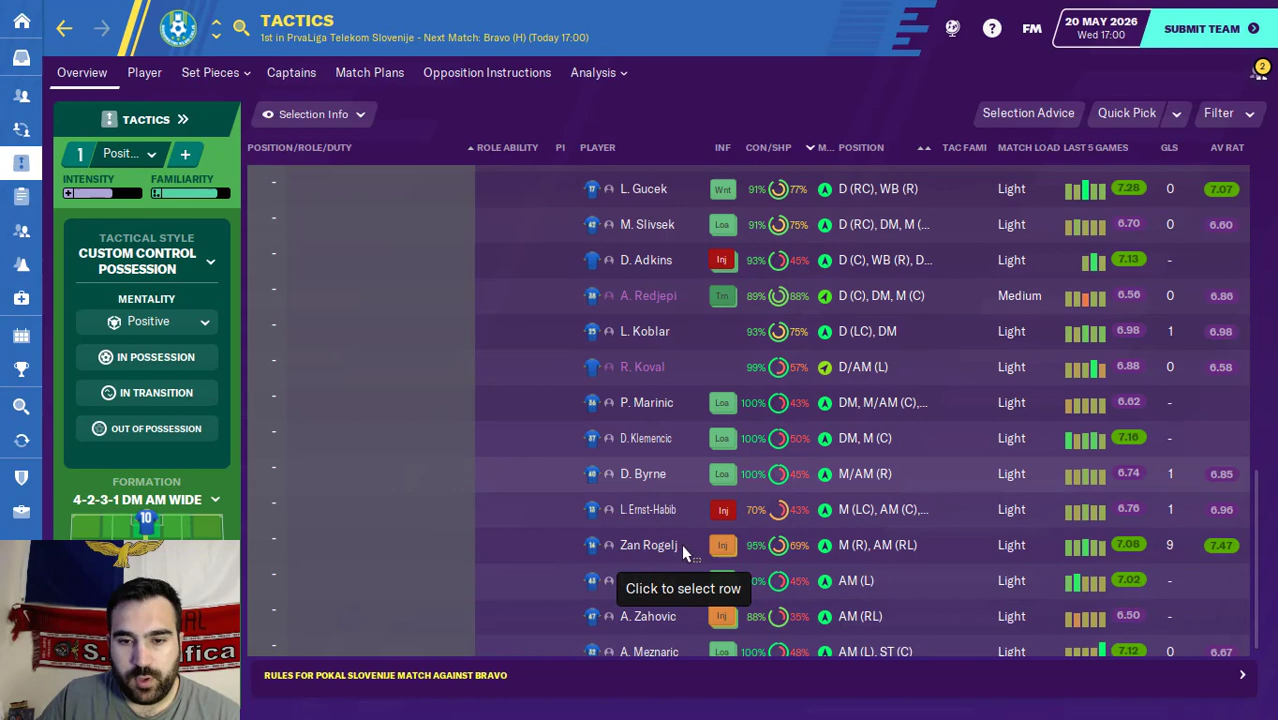 TACTICS
1st in PrvaLiga Telekom Slovenije - Next Match: Bravo (H) (Today 17:00)
? FM
20 MAY 2026
Wed 17:00
SUBMIT TEAM
Overview Player Set Pieces Captains Match Plans Opposition Instructions Analysis
2
TACTICS
1 Posit...
+
INTENSITY FAMILIARITY
TACTICAL STYLE
CUSTOM CONTROL
POSSESSION
MENTALITY
Positive
IN POSSESSION
IN TRANSITION
OUT OF POSSESSION
FORMATION
4-2-3-1 DM AM WIDE
10
Selection Info
Selection Advice Quick Pick Filter
POSITION/ROLE/DUTY ROLE ABILITY PI PLAYER INF CON/SHP M... POSITION TAC FAMI MATCH LOAD LAST 5 GAMES GLS AV RAT
- 17 L. Gucek Wnt 91% 77% D (RC), WB (R) Light 7.28 0 7.07
- 42 M. Slivsek Loa 91% 75% D (RC), DM, M (... Light 6.70 0 6.60
- D. Adkins Inj 93% 45% D (C), WB (R), D... Light 7.13 -
- A. Redjepi Trn 89% 88% D (C), DM, M (C) Medium 6.56 0 6.86
- 35 L. Koblar 93% 75% D (LC), DM Light 6.98 1 6.98
- R. Koval 99% 57% D/AM (L) Light 6.88 0 6.58
- P. Marinic Loa 100% 43% DM, M/AM (C),... Light 6.62 -
- 37 D. Klemencic Loa 100% 50% DM, M (C) Light 7.16 -
- D. Byrne Loa 100% 45% M/AM (R) Light 6.74 1 6.85
- L Ernst-Habib Inj 70% 43% M (LC), AM (C),... Light 6.76 1 6.96
- Zan Rogelj Inj 95% 69% M (R), AM (RL) Light 7.08 9 7.47
- 0% 45% AM (L) Light 7.02 -
Click to select row
- 47 A. Zahovic Inj 88% 35% AM (RL) Light 6.50 -
- A. Meznaric Loa 100% 48% AM (L), ST (C) Light 7.12 - 6.67
RULES FOR POKAL SLOVENIJE MATCH AGAINST BRAVO